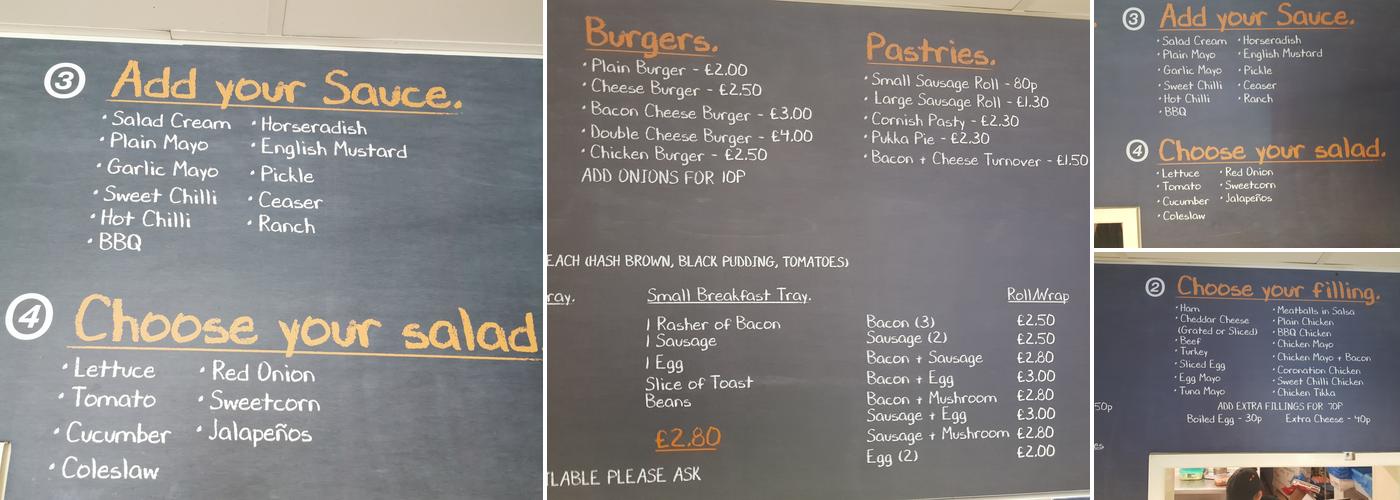 3 Add your Sauce.
• Salad Cream • Horseradish
• Plain Mayo • English Mustard
• Garlic Mayo • Pickle
• Sweet Chilli • Ceaser
• Hot Chilli • Ranch
• BBQ
4 Choose your salad
• Lettuce • Red Onion
• Tomato • Sweetcorn
• Cucumber • Jalapeños
• Coleslaw
Burgers.
• Plain Burger - £2.00
• Cheese Burger - £2.50
• Bacon Cheese Burger - £3.00
• Double Cheese Burger - £4.00
• Chicken Burger - £2.50
ADD ONIONS FOR 10P
Pastries.
• Small Sausage Roll - 80p
• Large Sausage Roll - £1.30
• Cornish Pasty - £2.30
• Pukka Pie - £2.30
• Bacon + Cheese Turnover - £1.50
EACH (HASH BROWN, BLACK PUDDING, TOMATOES)
ray.
Small Breakfast Tray.
1 Rasher of Bacon
1 Sausage
1 Egg
Slice of Toast
Beans
£2.80
Roll/Wrap
Bacon (3) £2.50
Sausage (2) £2.50
Bacon + Sausage £2.80
Bacon + Egg £3.00
Bacon + Mushroom £2.80
Sausage + Egg £3.00
Sausage + Mushroom £2.80
Egg (2) £2.00
ILABLE PLEASE ASK
3 Add your Sauce.
• Salad Cream • Horseradish
• Plain Mayo • English Mustard
• Garlic Mayo • Pickle
• Sweet Chilli • Ceaser
• Hot Chilli • Ranch
• BBQ
4 Choose your salad.
• Lettuce • Red Onion
• Tomato • Sweetcorn
• Cucumber • Jalapeños
• Coleslaw
2 Choose your filling.
• Ham
• Cheddar Cheese
(Grated or Sliced)
• Beef
• Turkey
• Sliced Egg
• Egg Mayo
• Tuna Mayo
• Meatballs in Salsa
• Plain Chicken
• BBQ Chicken
• Chicken Mayo
• Chicken Mayo + Bacon
• Coronation Chicken
• Sweet Chilli Chicken
• Chicken Tikka
ADD EXTRA FILLINGS FOR 70P
Boiled Egg - 30p Extra Cheese - 40p
50p
es